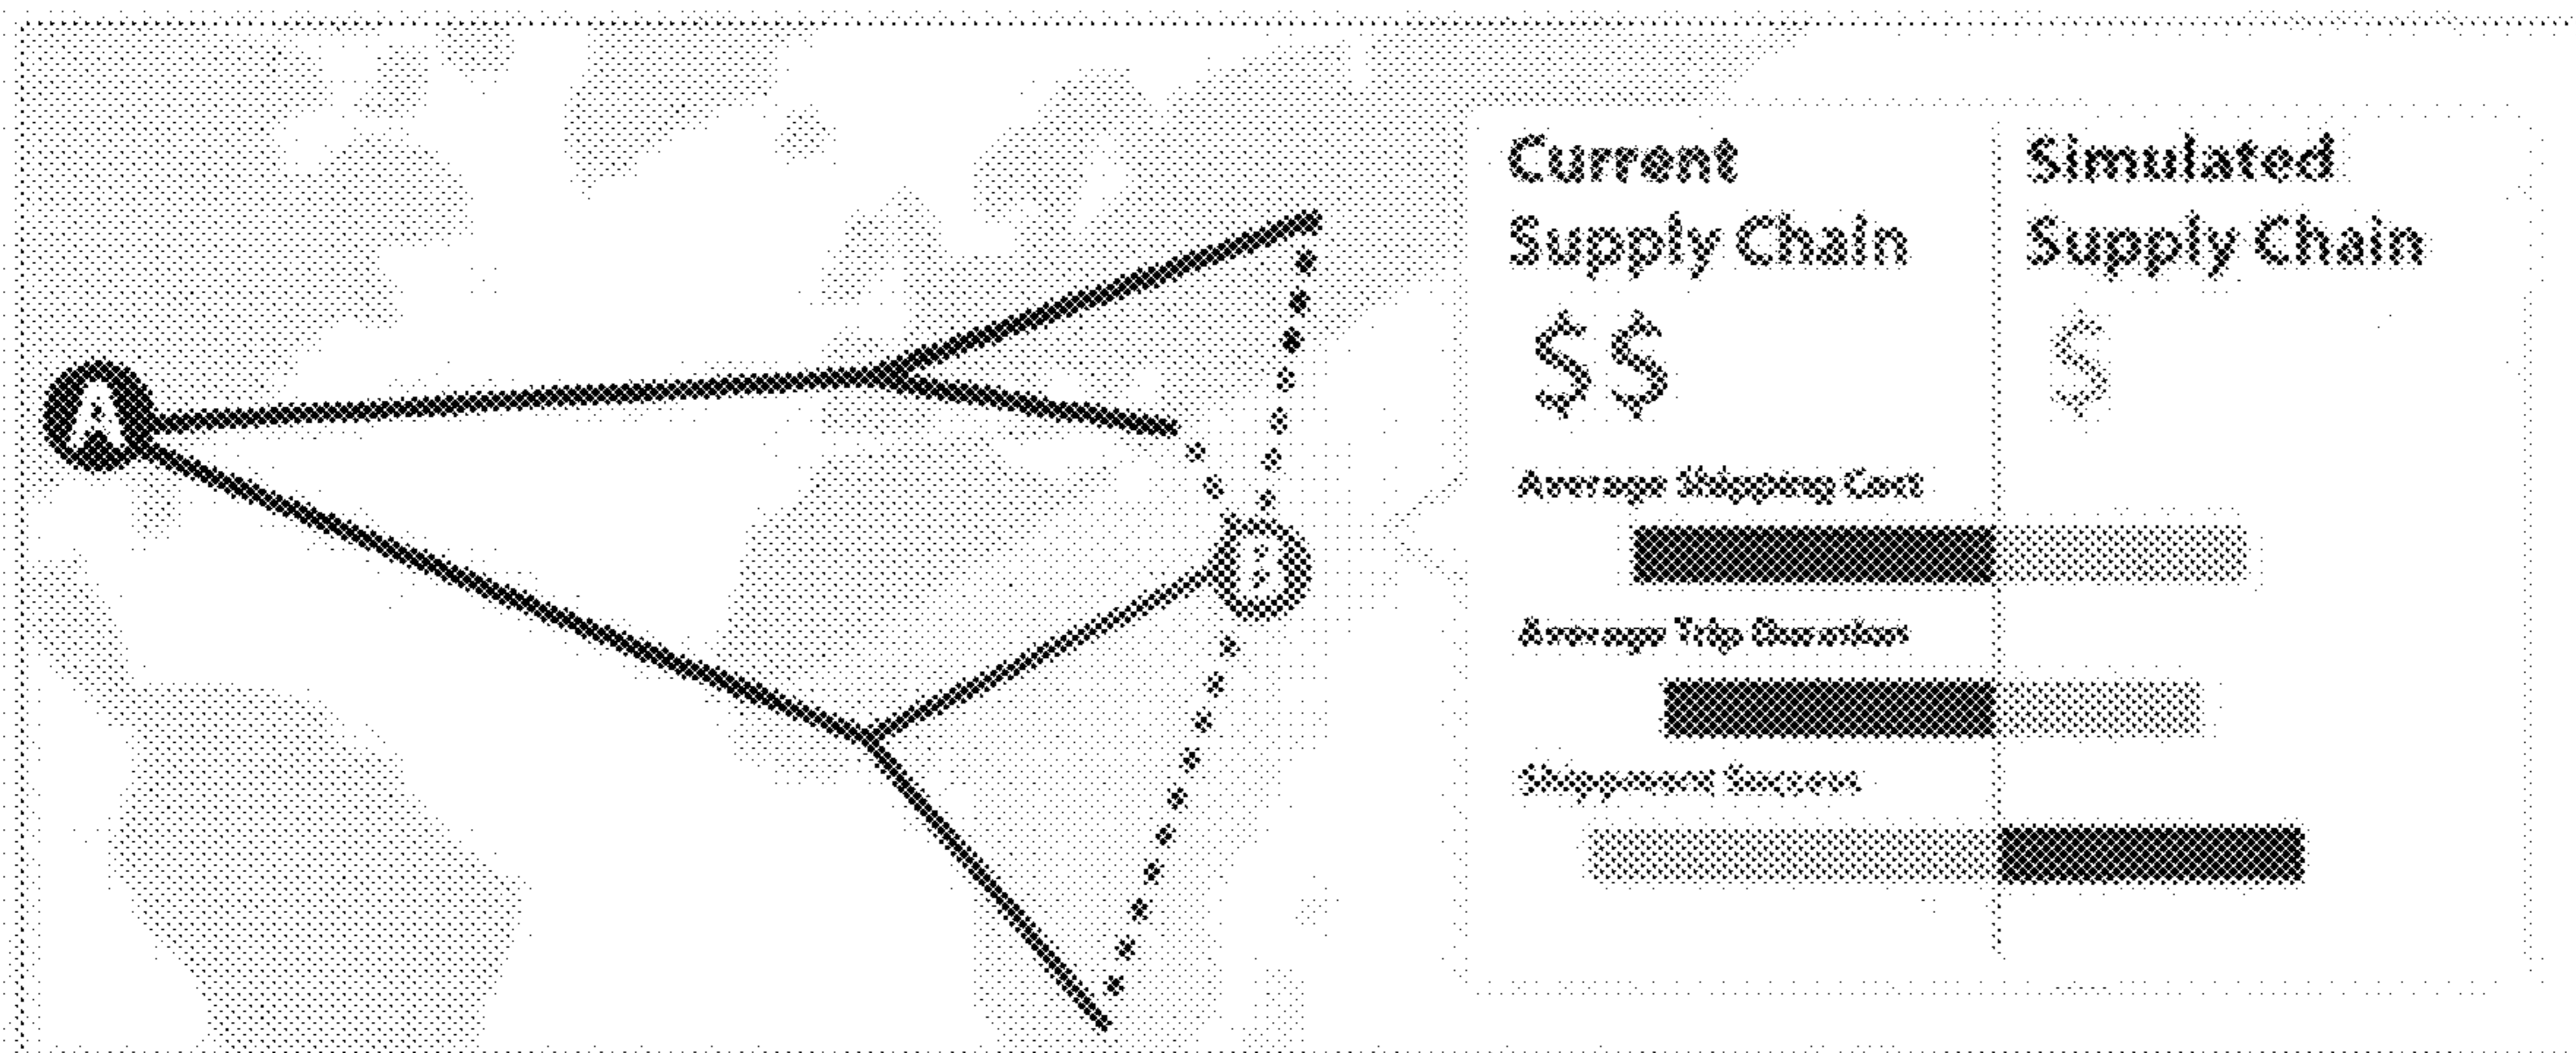 A
B
Current
Supply Chain
$$
Simulated
Supply Chain
$
Average Shipping Cost
Average Trip Duration
Shipment Success